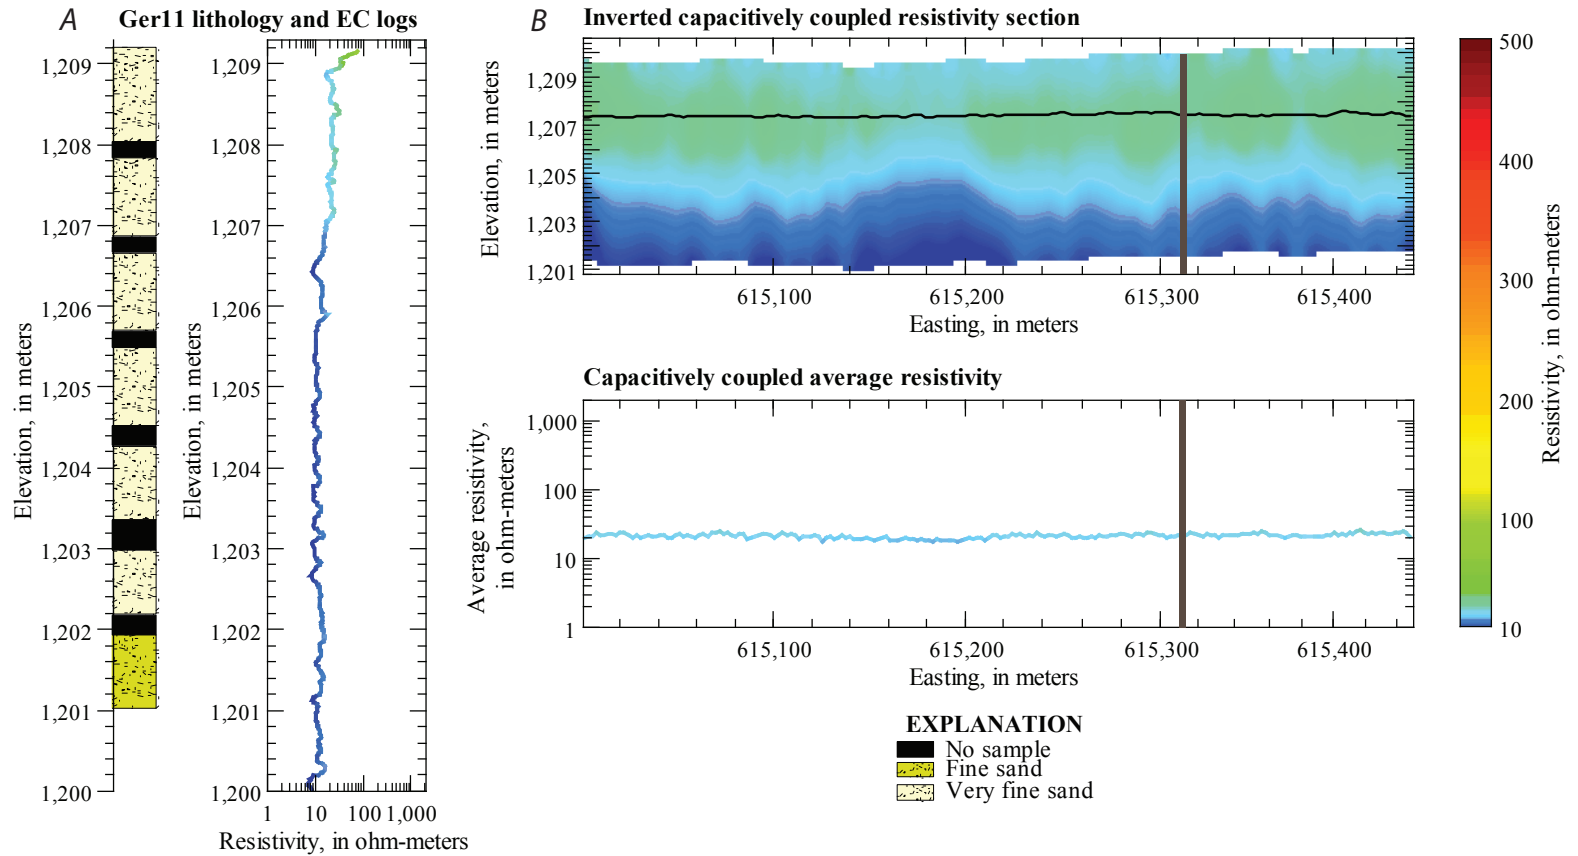 A Ger11 lithology and EC logs
1,209
1,208
1,207
1,206
1,205
1,204
1,203
1,202
1,201
1,200
Elevation, in meters
1,209
1,208
1,207
1,206
1,205
1,204
1,203
1,202
1,201
1,200
Elevation, in meters
1 10 100 1,000
Resistivity, in ohm-meters
B Inverted capacitively coupled resistivity section
1,209
1,207
1,205
1,203
1,201
Elevation, in meters
615,100 615,200 615,300 615,400
Easting, in meters
Capacitively coupled average resistivity
1,000
100
10
1
Average resistivity,
in ohm-meters
615,100 615,200 615,300 615,400
Easting, in meters
EXPLANATION
No sample
Fine sand
Very fine sand
500
400
300
200
100
10
Resistivity, in ohm-meters